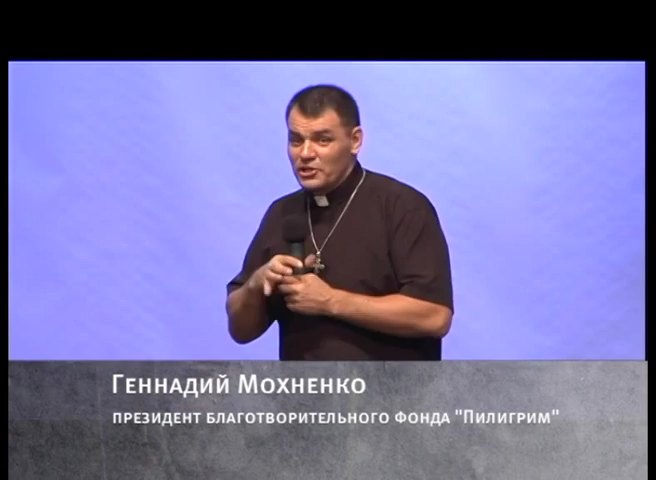 Геннадий Мохненко
ПРЕЗИДЕНТ БЛАГОТВОРИТЕЛЬНОГО ФОНДА "ПИЛИГРИМ"